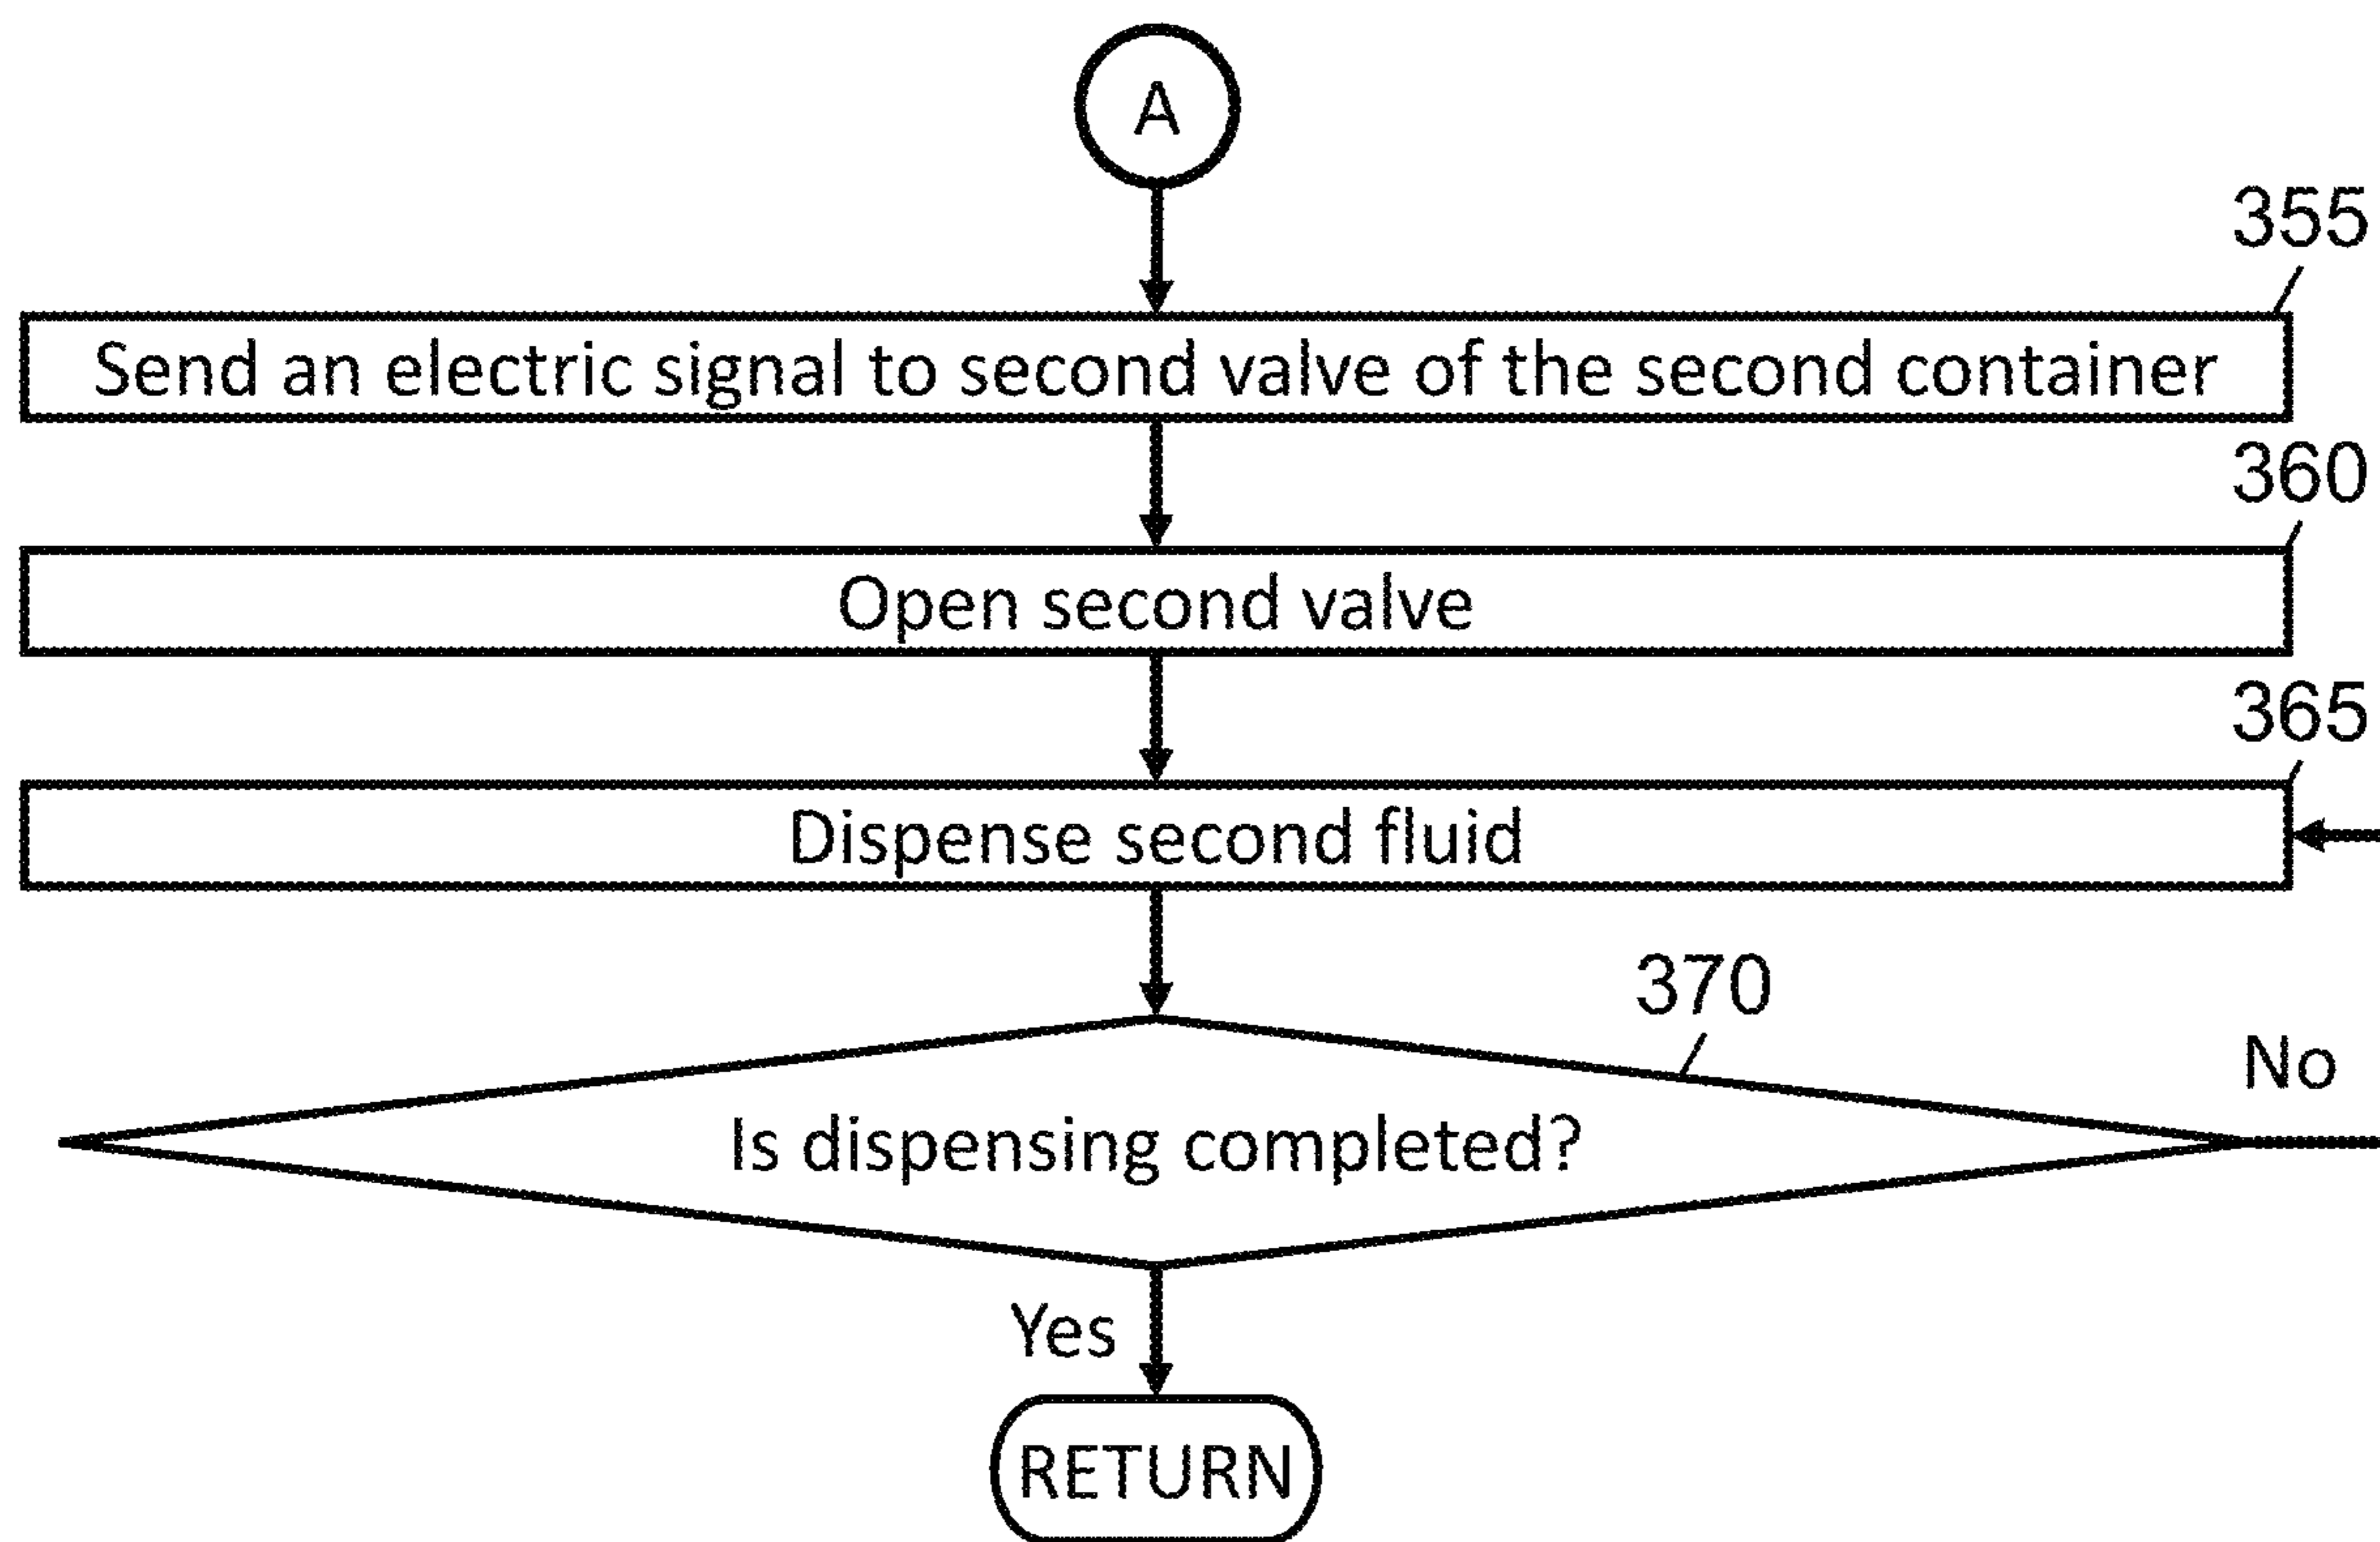 A
355
Send an electric signal to second valve of the second container
360
Open second valve
365
Dispense second fluid
370
No
Is dispensing completed?
Yes
RETURN